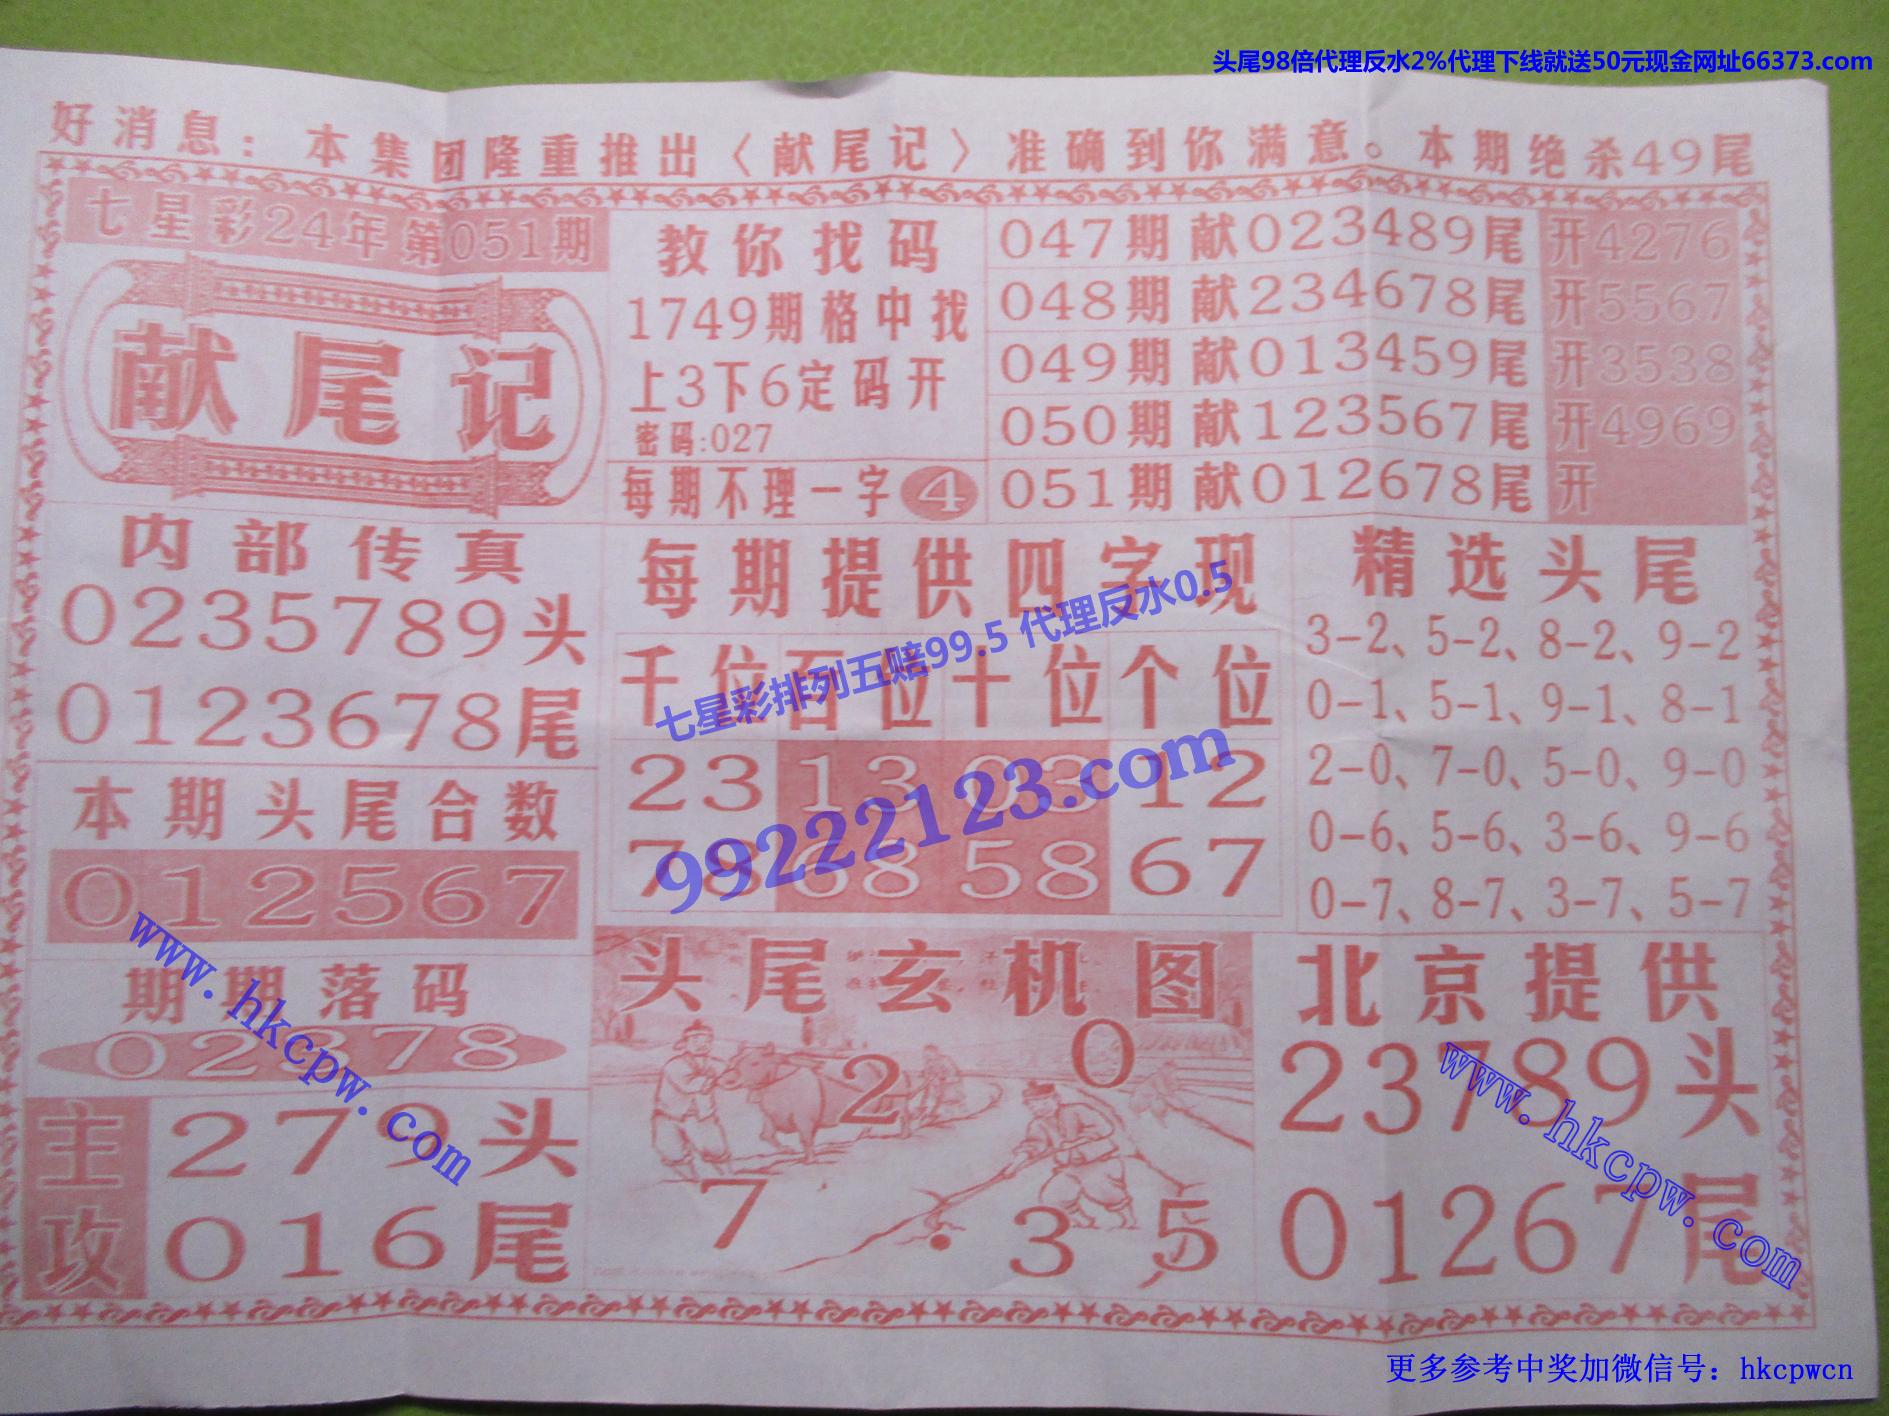 头尾98倍代理反水2%代理下线就送50元现金网址66373.com
好消息：本集团隆重推出〈献尾记〉准确到你满意。本期绝杀49尾
七星彩24年第051期
献尾记
教你找码
1749期格中找
上3下6定码开
密码:027
每期不理一字4
047期献023489尾 开4276
048期献234678尾 开5567
049期献013459尾 开3538
050期献123567尾 开4969
051期献012678尾 开
内部传真
0235789头
0123678尾
本期头尾合数
012567
期期落码
02378
主攻
279头
016尾
每期提供四字现
千位 百位 十位 个位
23 13 03 12
78 68 58 67
七星彩排列五赔99.5 代理反水0.5
99222123.com
精选头尾
3-2、5-2、8-2、9-2
0-1、5-1、9-1、8-1
2-0、7-0、5-0、9-0
0-6、5-6、3-6、9-6
0-7、8-7、3-7、5-7
头尾玄机图
2 0
7 3 5
北京提供
23789头
01267尾
www.hkcpw.com
www.hkcpw.com
更多参考中奖加微信号：hkcpwcn